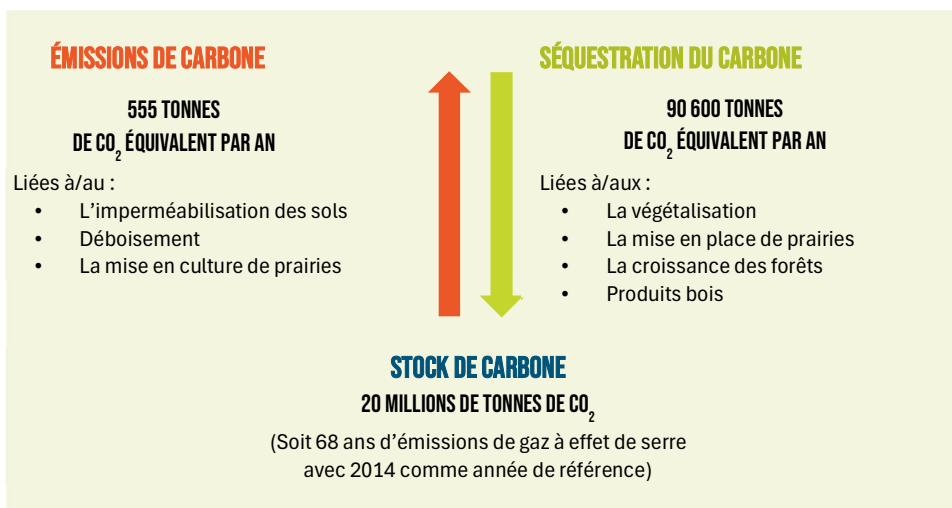 ÉMISSIONS DE CARBONE
555 TONNES
DE CO₂ ÉQUIVALENT PAR AN
Liées à/au :
• L'imperméabilisation des sols
• Déboisement
• La mise en culture de prairies
SÉQUESTRATION DU CARBONE
90 600 TONNES
DE CO₂ ÉQUIVALENT PAR AN
Liées à/aux :
• La végétalisation
• La mise en place de prairies
• La croissance des forêts
• Produits bois
STOCK DE CARBONE
20 MILLIONS DE TONNES DE CO₂
(Soit 68 ans d'émissions de gaz à effet de serre
avec 2014 comme année de référence)